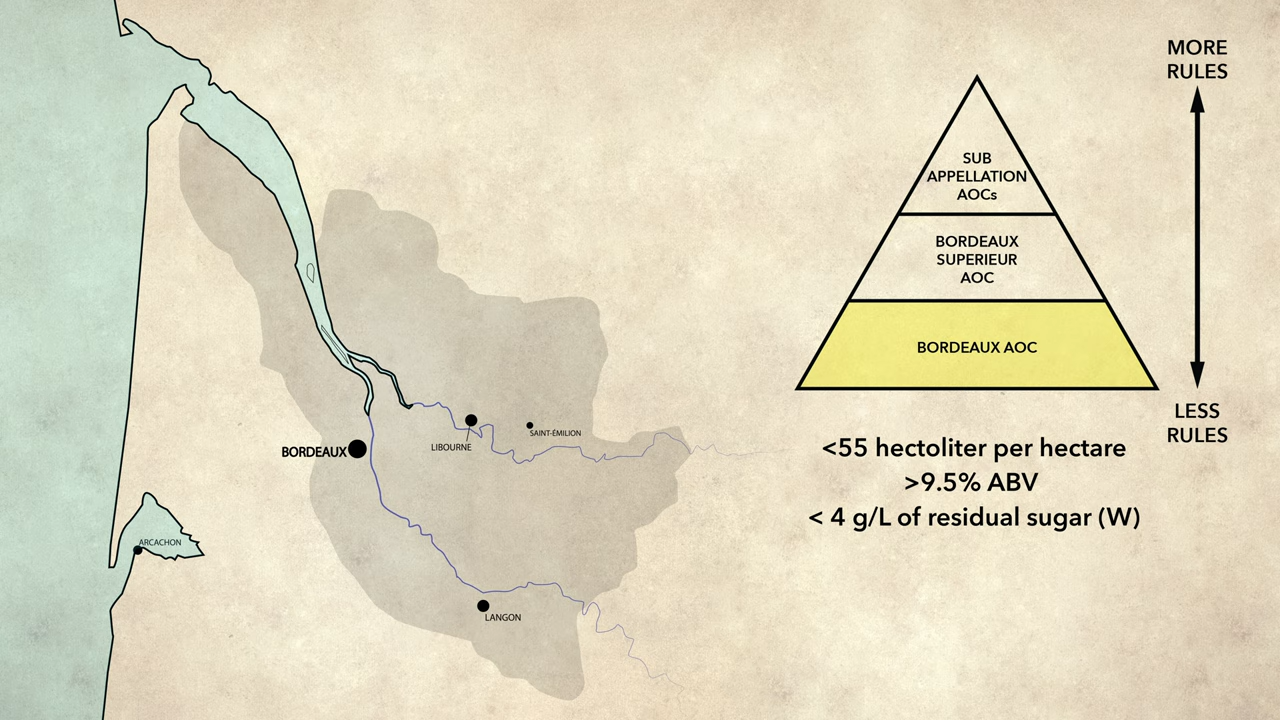 MORE
RULES
SUB
APPELLATION
AOCs
BORDEAUX
SUPERIEUR
AOC
BORDEAUX AOC
LESS
RULES
<55 hectoliter per hectare
>9.5% ABV
< 4 g/L of residual sugar (W)
BORDEAUX
LIBOURNE
SAINT-ÉMILION
ARCACHON
LANGON